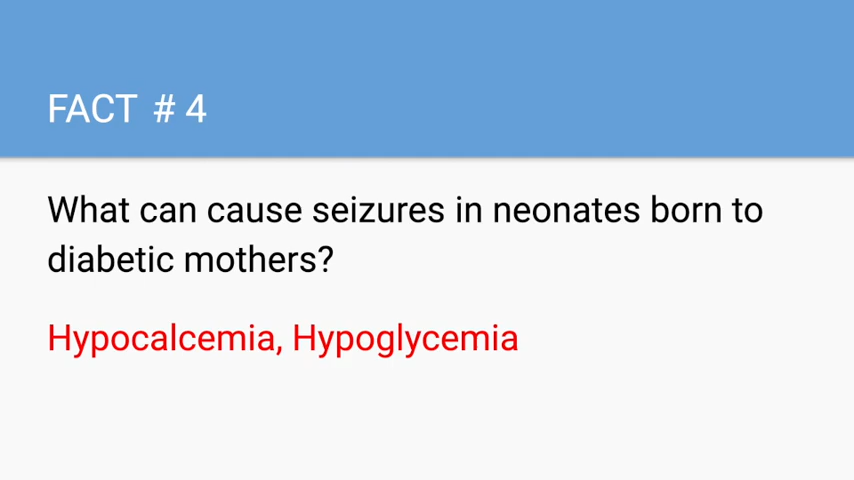 FACT # 4
What can cause seizures in neonates born to
diabetic mothers?
Hypocalcemia, Hypoglycemia